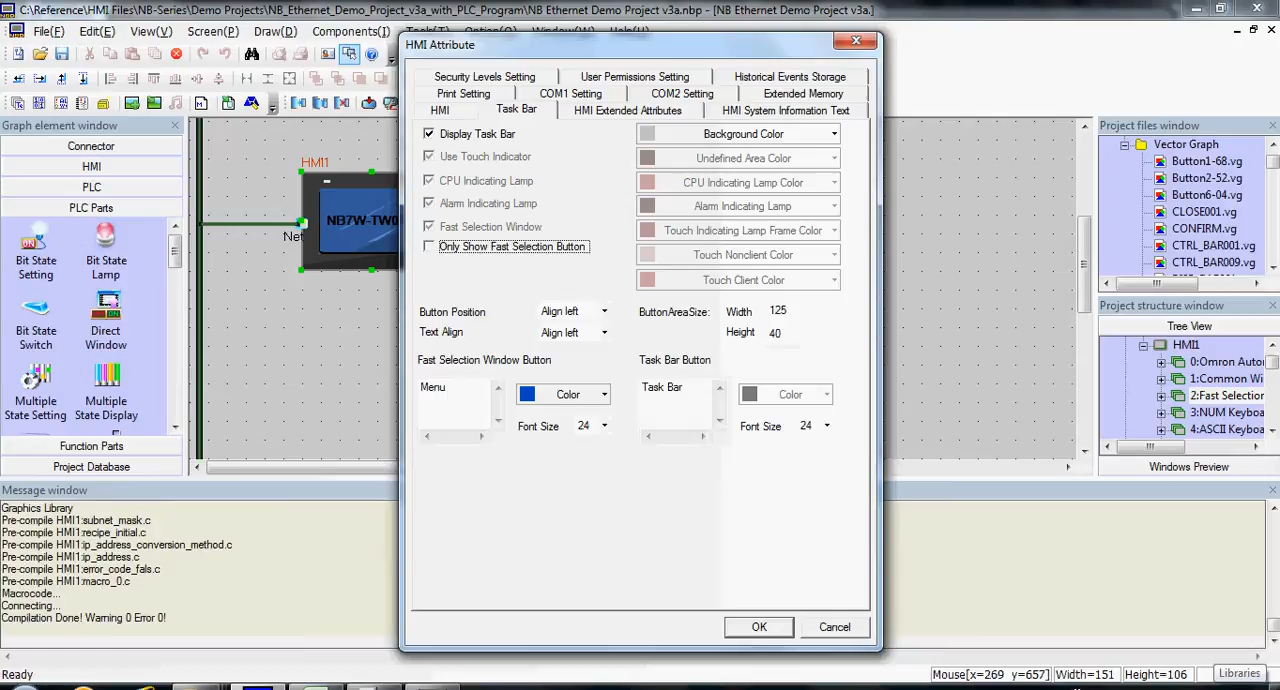 C:\Reference\HMI Files\NB-Series\Demo Projects\NB_Ethernet_Demo_Project_v3a_with_PLC_Program\NB Ethernet Demo Project v3a.nbp - [NB Ethernet Demo Project v3a.]
File(F) Edit(E) View(V) Screen(P) Draw(D) Components(I) Tools(T) Option(O) Window(W) Help(H)
Graph element window
Connector
HMI
PLC
PLC Parts
Bit State Setting
Bit State Lamp
Bit State Switch
Direct Window
Multiple State Setting
Multiple State Display
Function Parts
Project Database
HMI1
NB7W-TW0
Net
HMI Attribute
Security Levels Setting
User Permissions Setting
Historical Events Storage
Print Setting
COM1 Setting
COM2 Setting
Extended Memory
HMI
Task Bar
HMI Extended Attributes
HMI System Information Text
Display Task Bar
Use Touch Indicator
CPU Indicating Lamp
Alarm Indicating Lamp
Fast Selection Window
Only Show Fast Selection Button
Background Color
Undefined Area Color
CPU Indicating Lamp Color
Alarm Indicating Lamp
Touch Indicating Lamp Frame Color
Touch Nonclient Color
Touch Client Color
Button Position Align left
Text Align Align left
ButtonAreaSize: Width 125
Height 40
Fast Selection Window Button
Menu
Color
Font Size 24
Task Bar Button
Task Bar
Color
Font Size 24
OK
Cancel
Project files window
Vector Graph
Button1-68.vg
Button2-52.vg
Button6-04.vg
CLOSE001.vg
CONFIRM.vg
CTRL_BAR001.vg
CTRL_BAR009.vg
Project structure window
Tree View
HMI1
0:Omron Auto
1:Common Wi
2:Fast Selection
3:NUM Keyboa
4:ASCII Keyboa
Windows Preview
Message window
Graphics Library
Pre-compile HMI1:subnet_mask.c
Pre-compile HMI1:recipe_initial.c
Pre-compile HMI1:ip_address_conversion_method.c
Pre-compile HMI1:ip_address.c
Pre-compile HMI1:error_code_fals.c
Pre-compile HMI1:macro_0.c
Macrocode...
Connecting...
Compilation Done! Warning 0 Error 0!
Ready
Mouse[x=269 y=657] Width=151 Height=106
Libraries